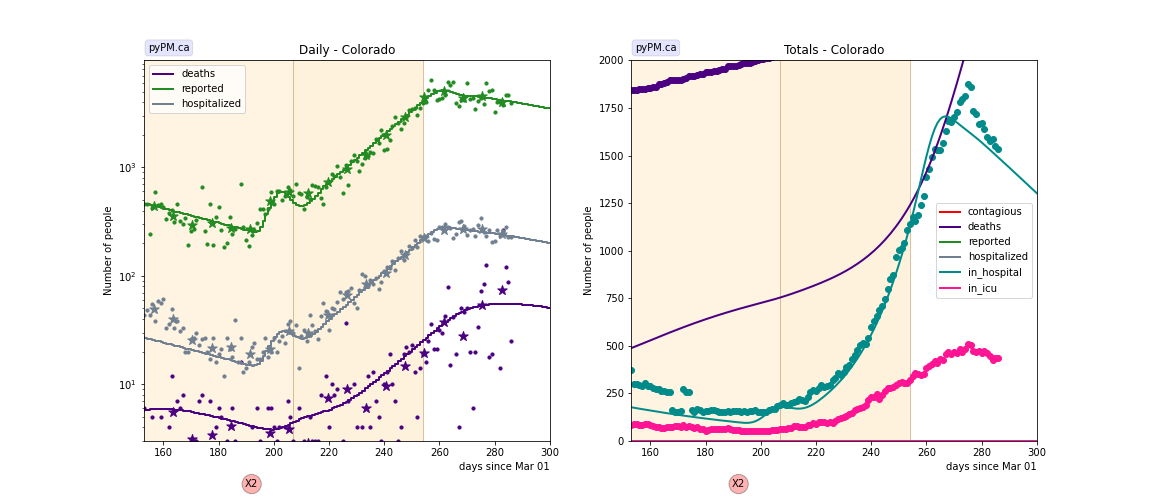 pyPM.ca
Daily - Colorado
deaths
reported
hospitalized
Number of people
10³
10²
10¹
160 180 200 220 240 260 280 300
days since Mar 01
X2
pyPM.ca
Totals - Colorado
Number of people
2000
1750
1500
1250
1000
750
500
250
0
contagious
deaths
reported
hospitalized
in_hospital
in_icu
160 180 200 220 240 260 280 300
days since Mar 01
X2